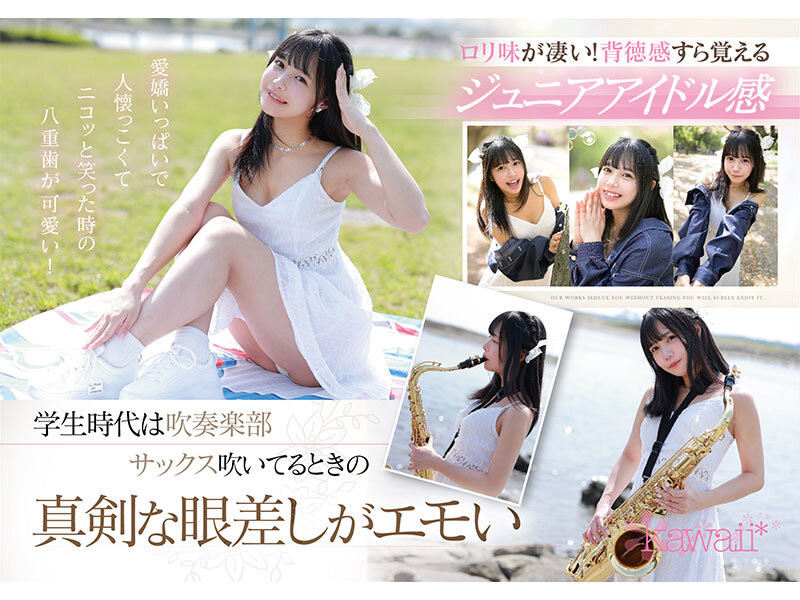 愛嬌いっぱいで
人懐っこくて
ニコッと笑った時の
八重歯が可愛い!
ロリ味が凄い!背徳感すら覚える
ジュニアアイドル感
OUR WORKS SEDUCE YOU WITHOUT CEASING.YOU WILL SURELY ENJOY IT.
学生時代は吹奏楽部
サックス吹いてるときの
真剣な眼差しがエモい
kawaii*